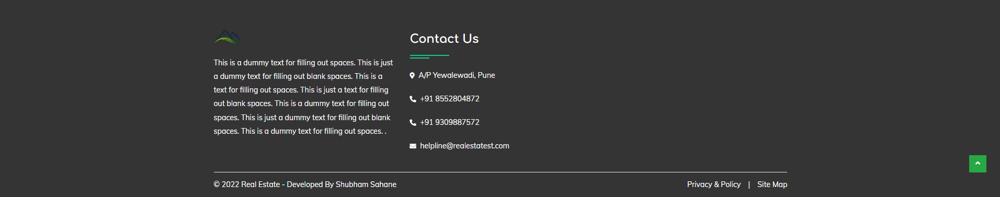 This is a dummy text for filling out spaces. This is just
a dummy text for filling out blank spaces. This is a
text for filling out spaces. This is just a text for filling
out blank spaces. This is a dummy text for filling out
spaces. This is just a dummy text for filling out blank
spaces. This is a dummy text for filling out spaces. .
Contact Us
A/P Yewalewadi, Pune
+91 8552804872
+91 9309887572
helpline@realestatest.com
© 2022 Real Estate - Developed By Shubham Sahane
Privacy & Policy | Site Map